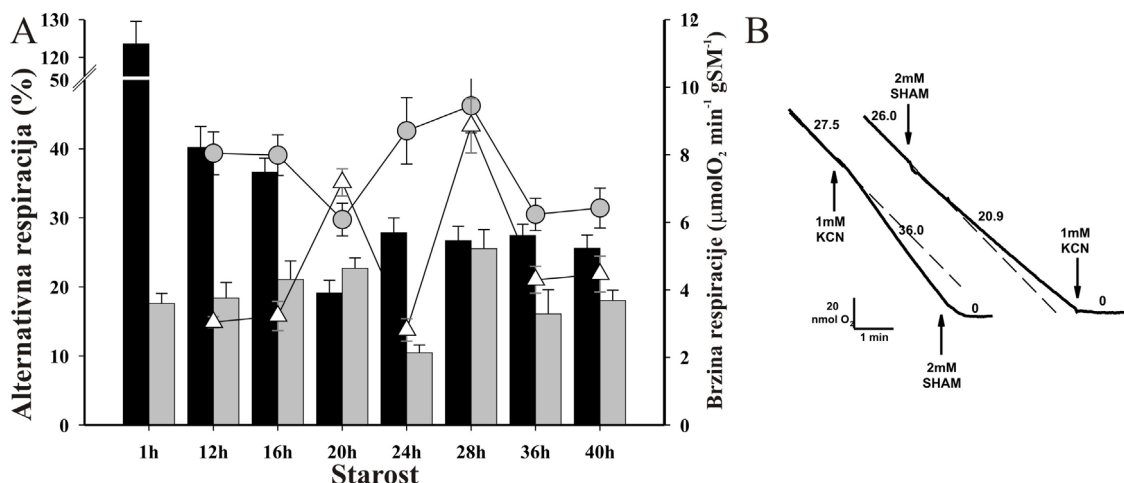 A
Alternativna respiracija (%)
130
120
50
40
30
20
10
0
12
10
8
6
4
2
0
Brzina respiracije (µmolO₂ min⁻¹ gSM⁻¹)
1h 12h 16h 20h 24h 28h 36h 40h
Starost
B
2mM
SHAM
27.5
26.0
1mM
KCN
36.0
20.9
1mM
KCN
0
0
20
nmol O₂
1 min
2mM
SHAM